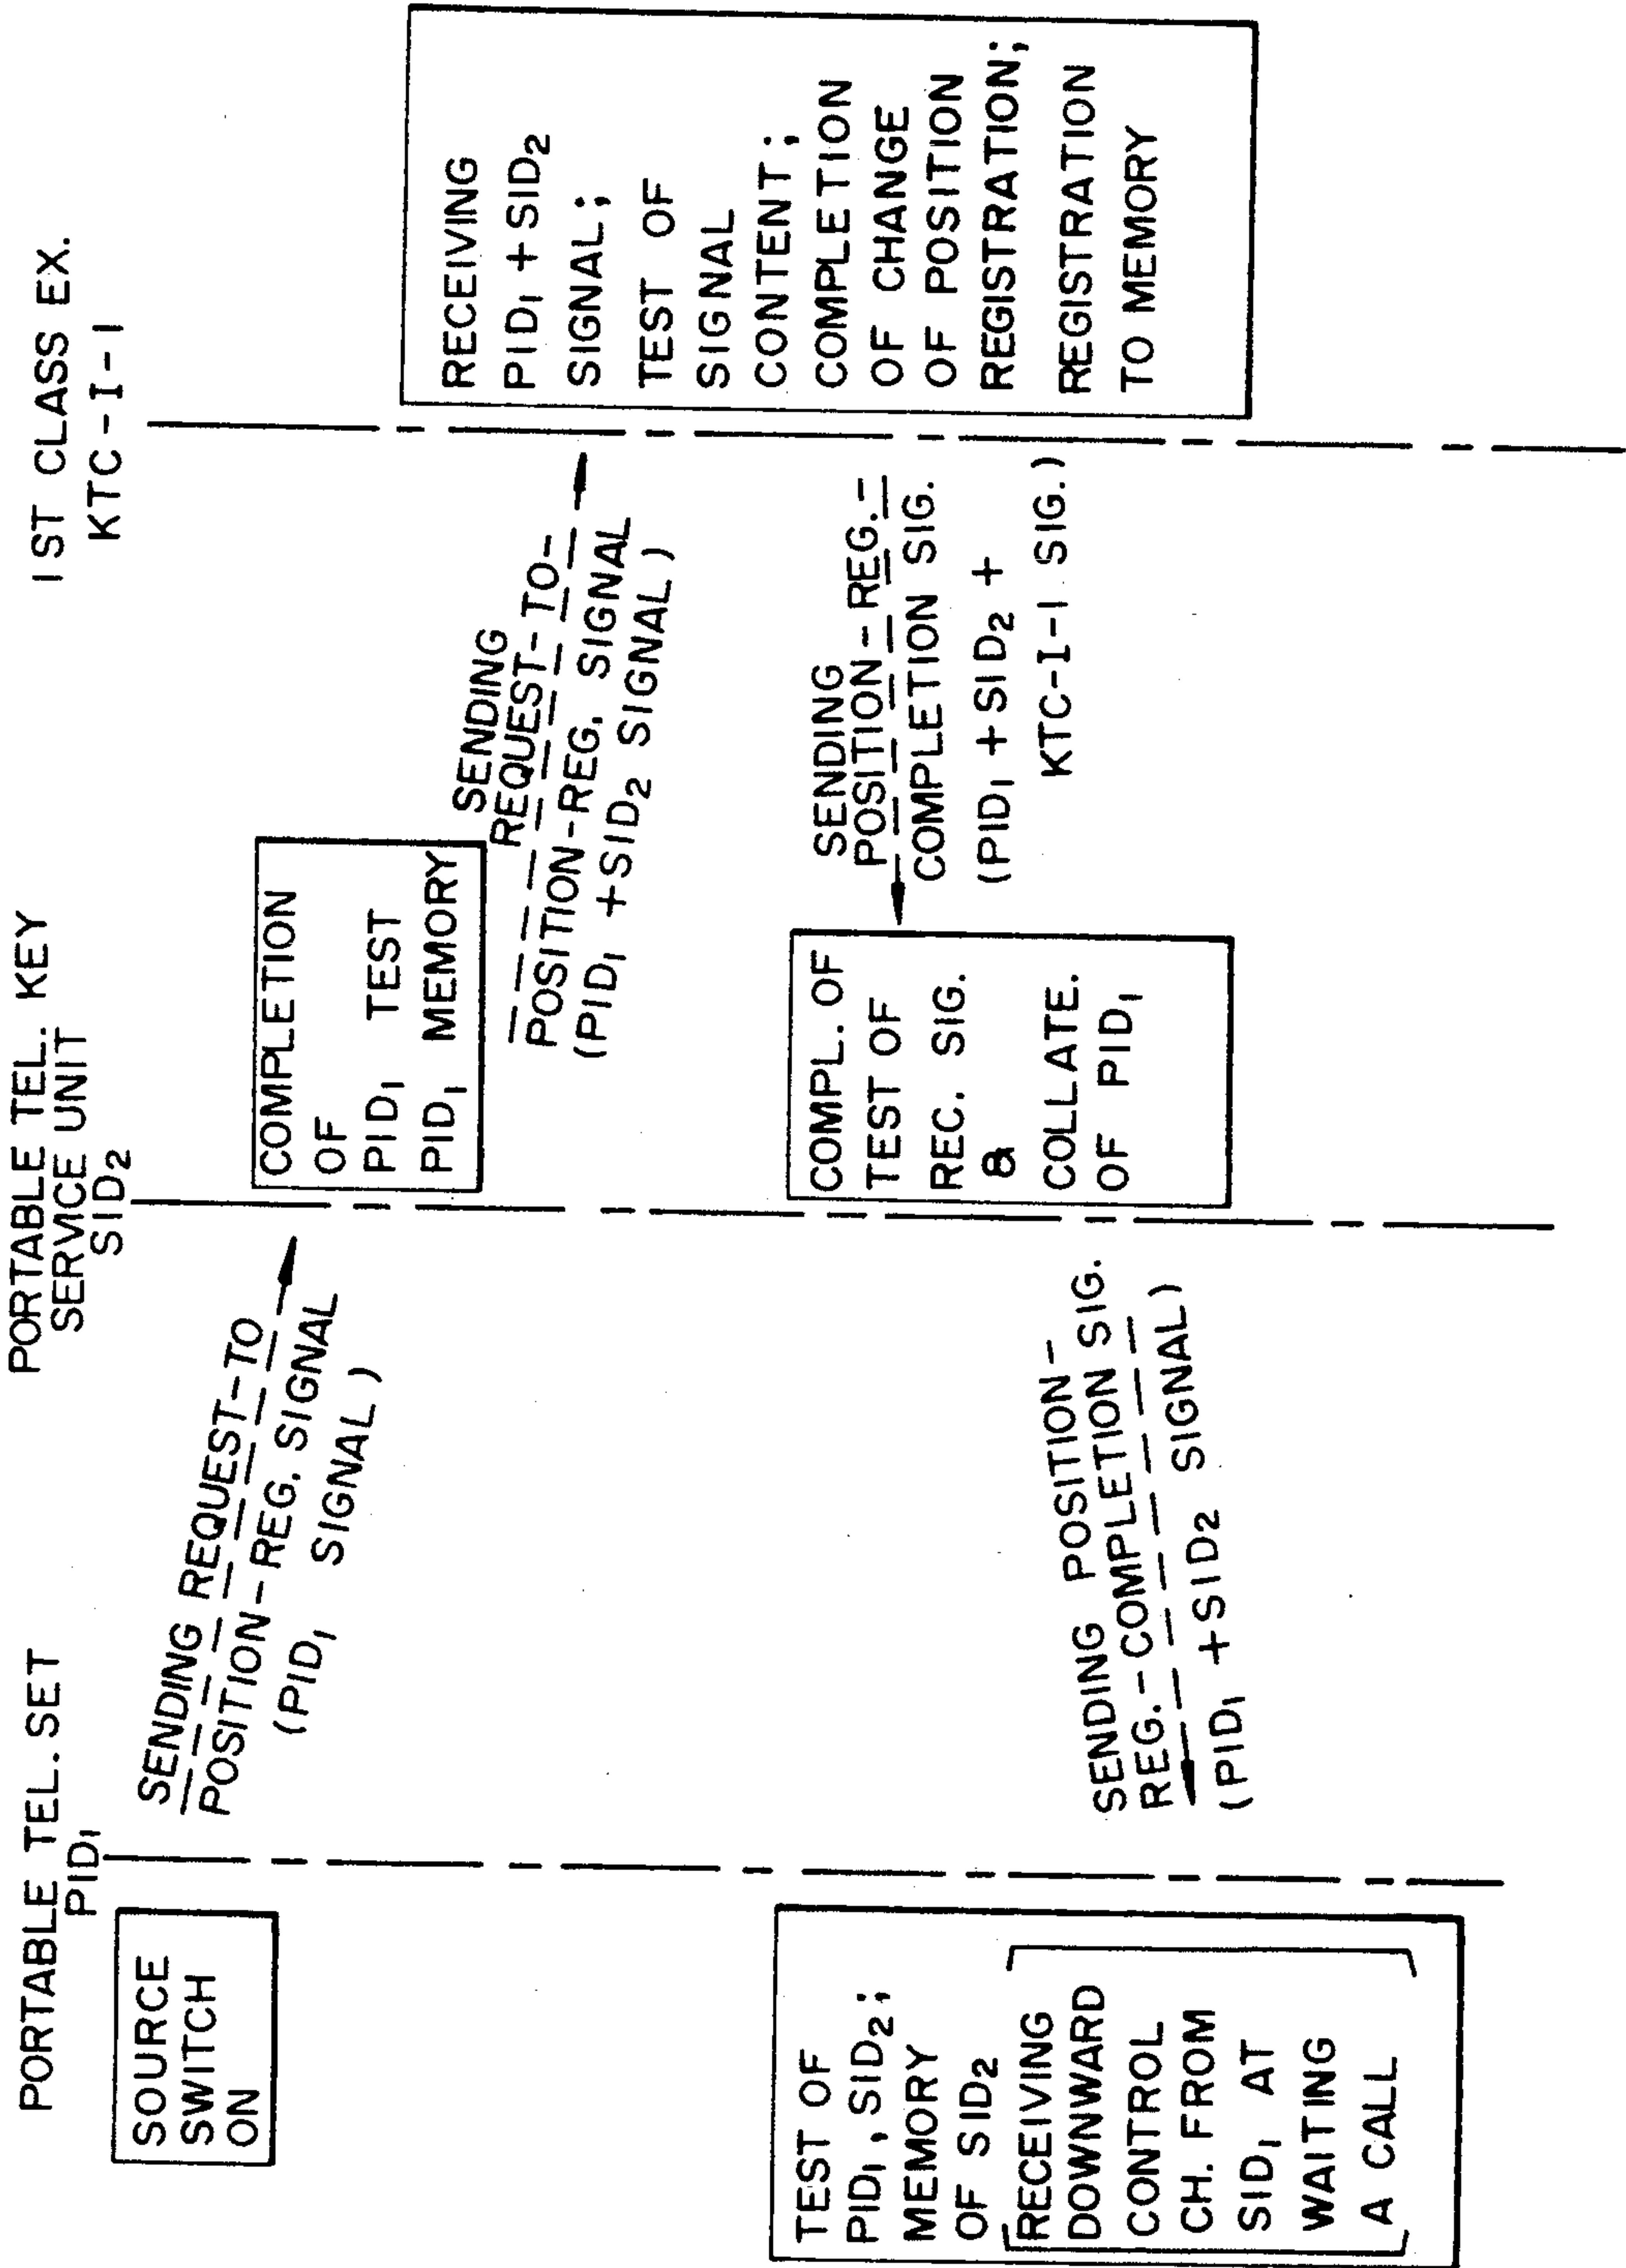 PORTABLE TEL. SET
PID₁
PORTABLE TEL. KEY
SERVICE UNIT
SID₂
1ST CLASS EX.
KTC-I-1
SOURCE
SWITCH
ON
SENDING REQUEST-TO
POSITION-REG. SIGNAL
(PID₁ SIGNAL)
COMPLETION
OF
PID₁ TEST
PID₁ MEMORY
SENDING
REQUEST-TO-
POSITION-REG. SIGNAL
(PID₁ +SID₂ SIGNAL)
RECEIVING
PID₁ +SID₂
SIGNAL;
TEST OF
SIGNAL
CONTENT;
COMPLETION
OF CHANGE
OF POSITION
REGISTRATION;
REGISTRATION
TO MEMORY
SENDING
POSITION-REG.-
COMPLETION SIG.
(PID₁ +SID₂ +
KTC-I-1 SIG.)
COMPL. OF
TEST OF
REC. SIG.
&
COLLATE.
OF PID₁
SENDING POSITION-
REG.-COMPLETION SIG.
(PID₁ +SID₂ SIGNAL)
TEST OF
PID₁, SID₂;
MEMORY
OF SID₂
RECEIVING
DOWNWARD
CONTROL
CH. FROM
SID₁ AT
WAITING
A CALL